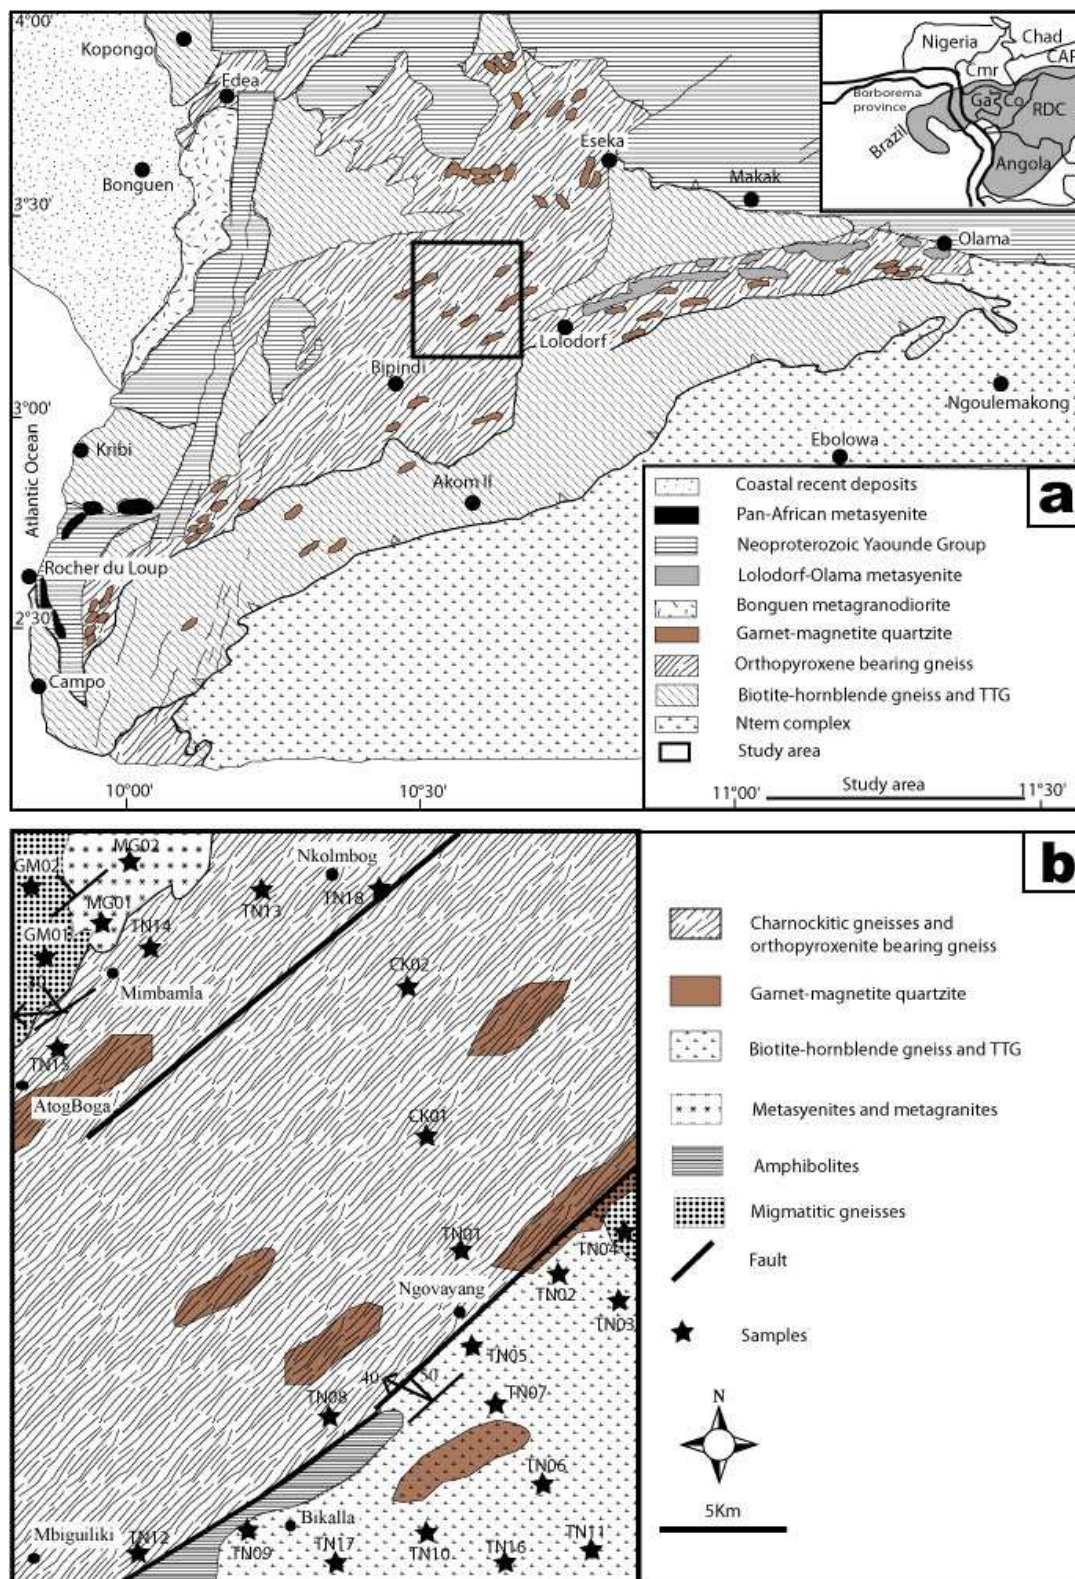 4°00'
Kopongo
Edea
Bonguen
Eseka
Makak
3°30'
Olama
Lolodorf
Bipindi
3°00'
Ngoulemakong
Kribi
Ebolowa
Akom II
Atlantic Ocean
Rocher du Loup
2°30'
Campo
10°00'
10°30'
11°00'
11°30'
Nigeria
Chad
Cmr
CAF
Borborema
province
Ga
Co
RDC
Brazil
Angola
a
Coastal recent deposits
Pan-African metasyenite
Neoproterozoic Yaounde Group
Lolodorf-Olama metasyenite
Bonguen metagranodiorite
Garnet-magnetite quartzite
Orthopyroxene bearing gneiss
Biotite-hornblende gneiss and TTG
Ntem complex
Study area
Study area
b
MG02
GM02
Nkolmbog
TN13
TN18
MG01
TN14
GM01
CK02
Mimbamla
TN15
AtogBoga
CK01
TN01
TN04
Ngovayang
TN02
TN03
TN05
40
50
TN08
TN07
TN06
Bikalla
Mbiguiliki
TN12
TN09
TN17
TN10
TN16
TN11
Charnockitic gneisses and
orthopyroxenite bearing gneiss
Garnet-magnetite quartzite
Biotite-hornblende gneiss and TTG
Metasyenites and metagranites
Amphibolites
Migmatitic gneisses
Fault
Samples
N
5Km